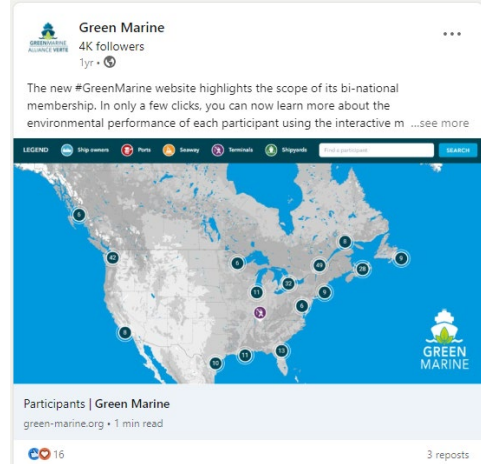 Green Marine
4K followers
1yr •
The new #GreenMarine website highlights the scope of its bi-national
membership. In only a few clicks, you can now learn more about the
environmental performance of each participant using the interactive m ...see more
GREENMARINE
ALLIANCE VERTE
LEGEND Ship owners Ports Seaway Terminals Shipyards Find a participant SEARCH
6
42
8
6
11
32
49
8
28
9
9
6
10
11
13
GREEN
MARINE
Participants | Green Marine
green-marine.org • 1 min read
16
3 reposts